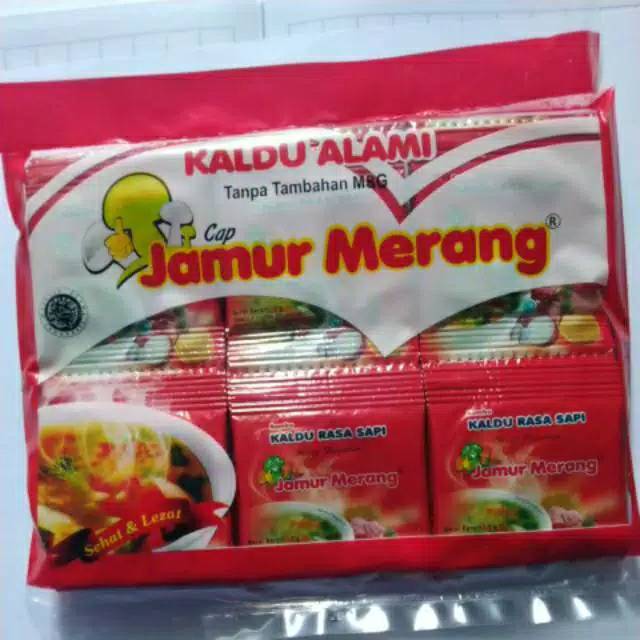 KALDU ALAMI
Tanpa Tambahan MSG
Cap
Jamur Merang®
Sehat & Lezat
KALDU RASA SAPI
Jamur Merang®
KALDU RASA SAPI
Jamur Merang